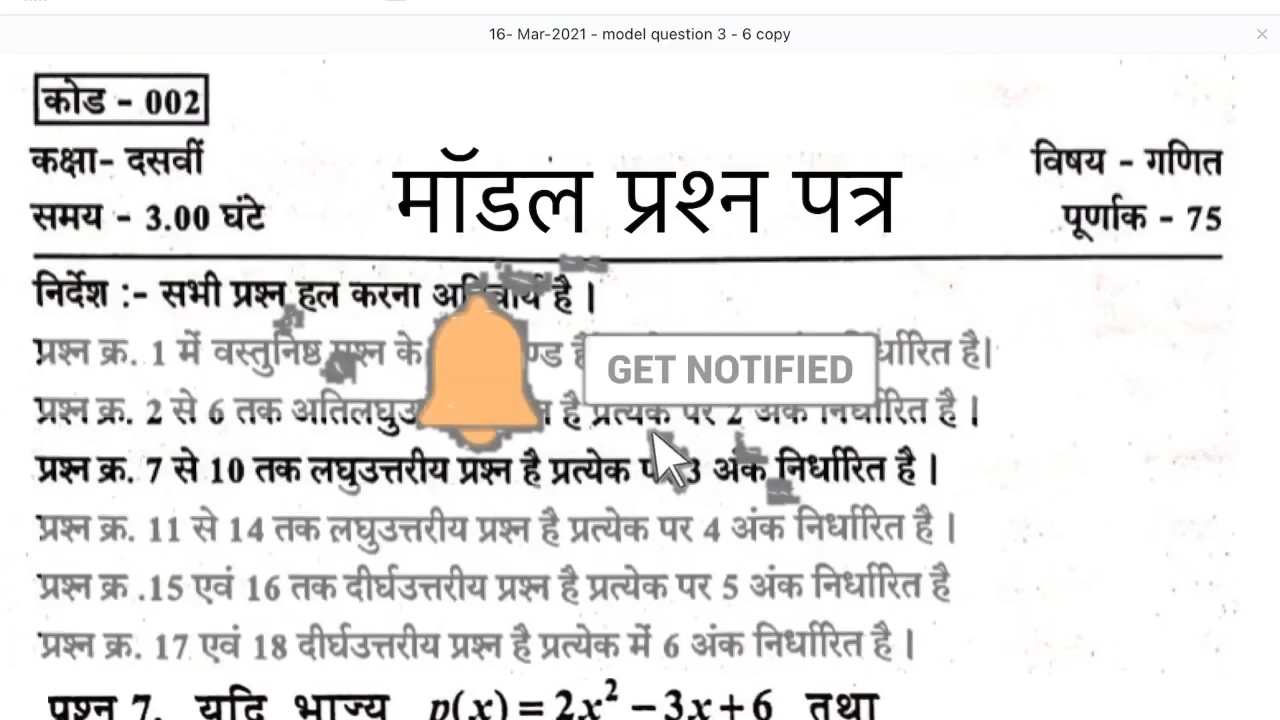 16- Mar-2021 - model question 3 - 6 copy
कोड - 002
कक्षा- दसवीं
मॉडल प्रश्न पत्र
विषय - गणित
समय - 3.00 घंटे
पूर्णाक - 75
निर्देश :- सभी प्रश्न हल करना है |
प्रश्न क्र. 1 में वस्तुनिष्ठ प्रश्न के है|
GET NOTIFIED
प्रश्न क्र. 2 से 6 तक है प्रत्येक पर 2 अंक निर्धारित है |
प्रश्न क्र. 7 से 10 तक लघुउत्तरीय प्रश्न है प्रत्येक 3 अंक निर्धारित है |
प्रश्न क्र. 11 से 14 तक लघुउत्तरीय प्रश्न है प्रत्येक पर 4 अंक निर्धारित है |
प्रश्न क्र .15 एवं 16 तक दीर्घउत्तरीय प्रश्न है प्रत्येक पर 5 अंक निर्धारित है
प्रश्न क्र. 17 एवं 18 दीर्घउत्तरीय प्रश्न है प्रत्येक में 6 अंक निर्धारित है |
प्रश्न 7. यदि भाज्य p(x) = 2x² − 3x + 6 तथा